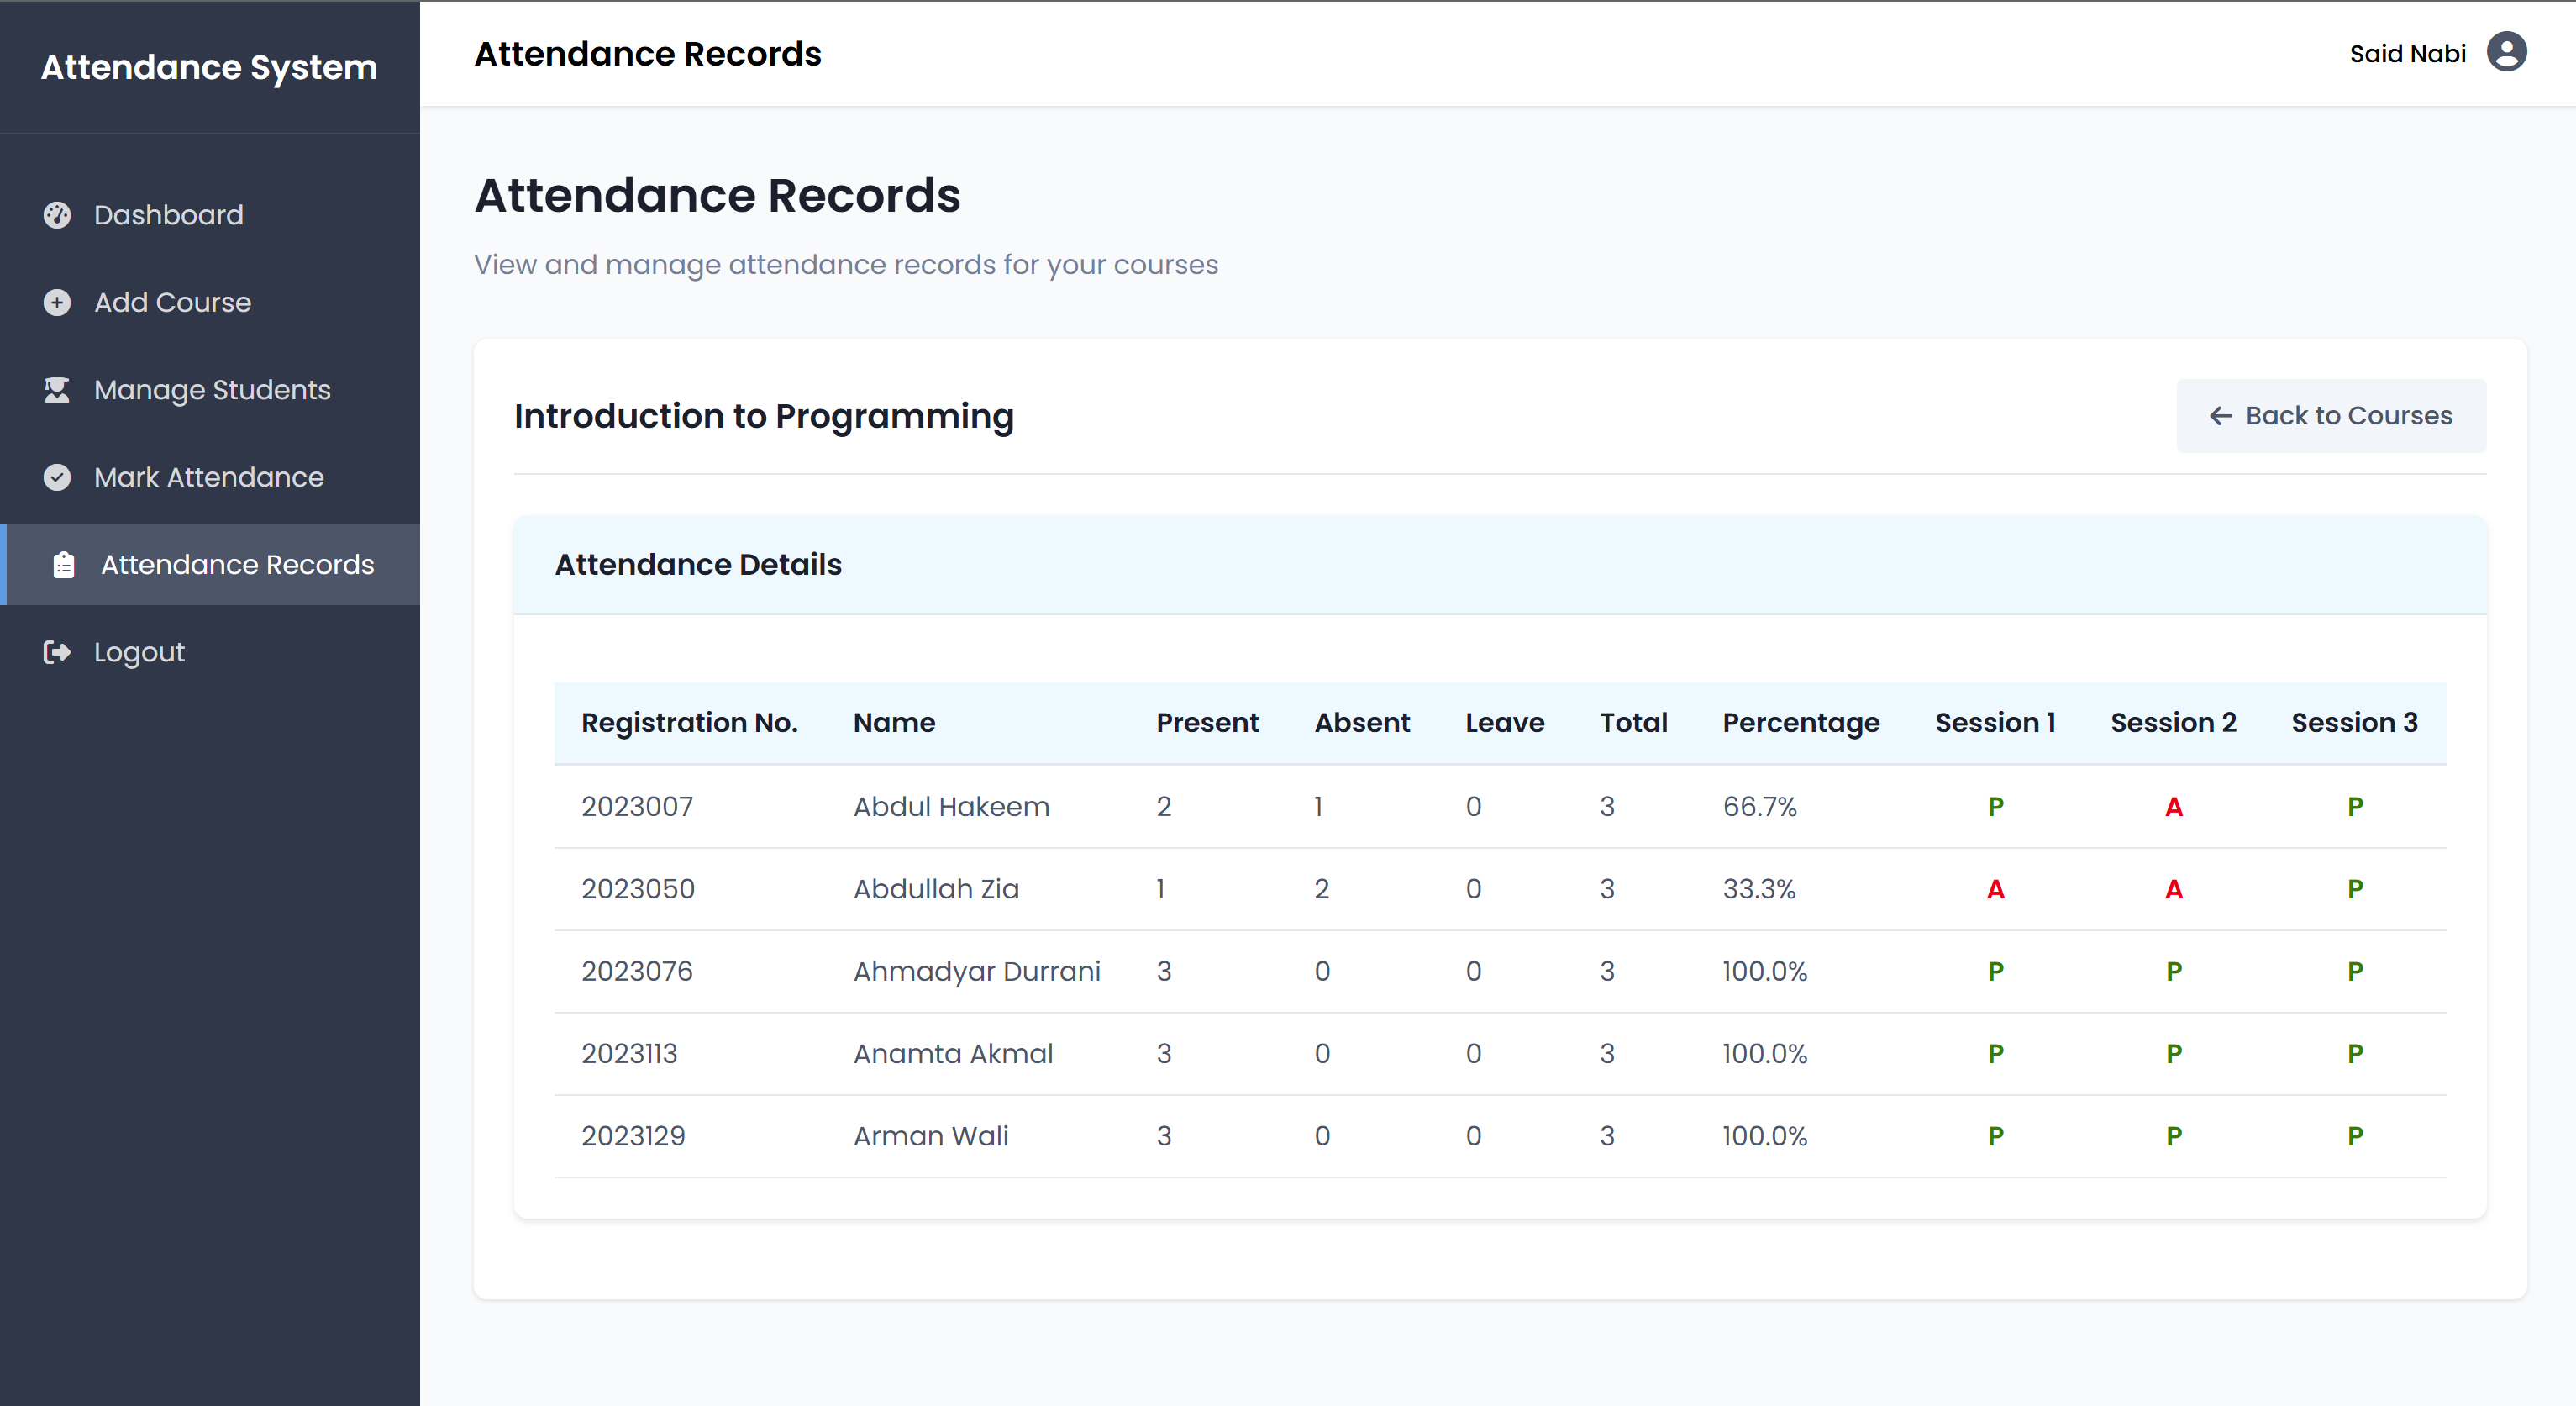 Attendance System
Dashboard
Add Course
Manage Students
Mark Attendance
Attendance Records
Logout
Attendance Records
Said Nabi
Attendance Records
View and manage attendance records for your courses
Introduction to Programming
Back to Courses
Attendance Details
Registration No. Name Present Absent Leave Total Percentage Session 1 Session 2 Session 3
2023007 Abdul Hakeem 2 1 0 3 66.7% P A P
2023050 Abdullah Zia 1 2 0 3 33.3% A A P
2023076 Ahmadyar Durrani 3 0 0 3 100.0% P P P
2023113 Anamta Akmal 3 0 0 3 100.0% P P P
2023129 Arman Wali 3 0 0 3 100.0% P P P